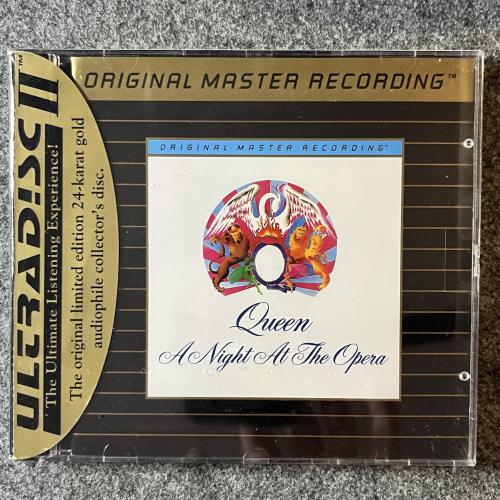 ORIGINAL MASTER RECORDING™
ULTRADISC II™
The Ultimate Listening Experience!
The original limited edition 24-karat gold
audiophile collector's disc.
ORIGINAL MASTER RECORDING™
Queen
A Night At The Opera